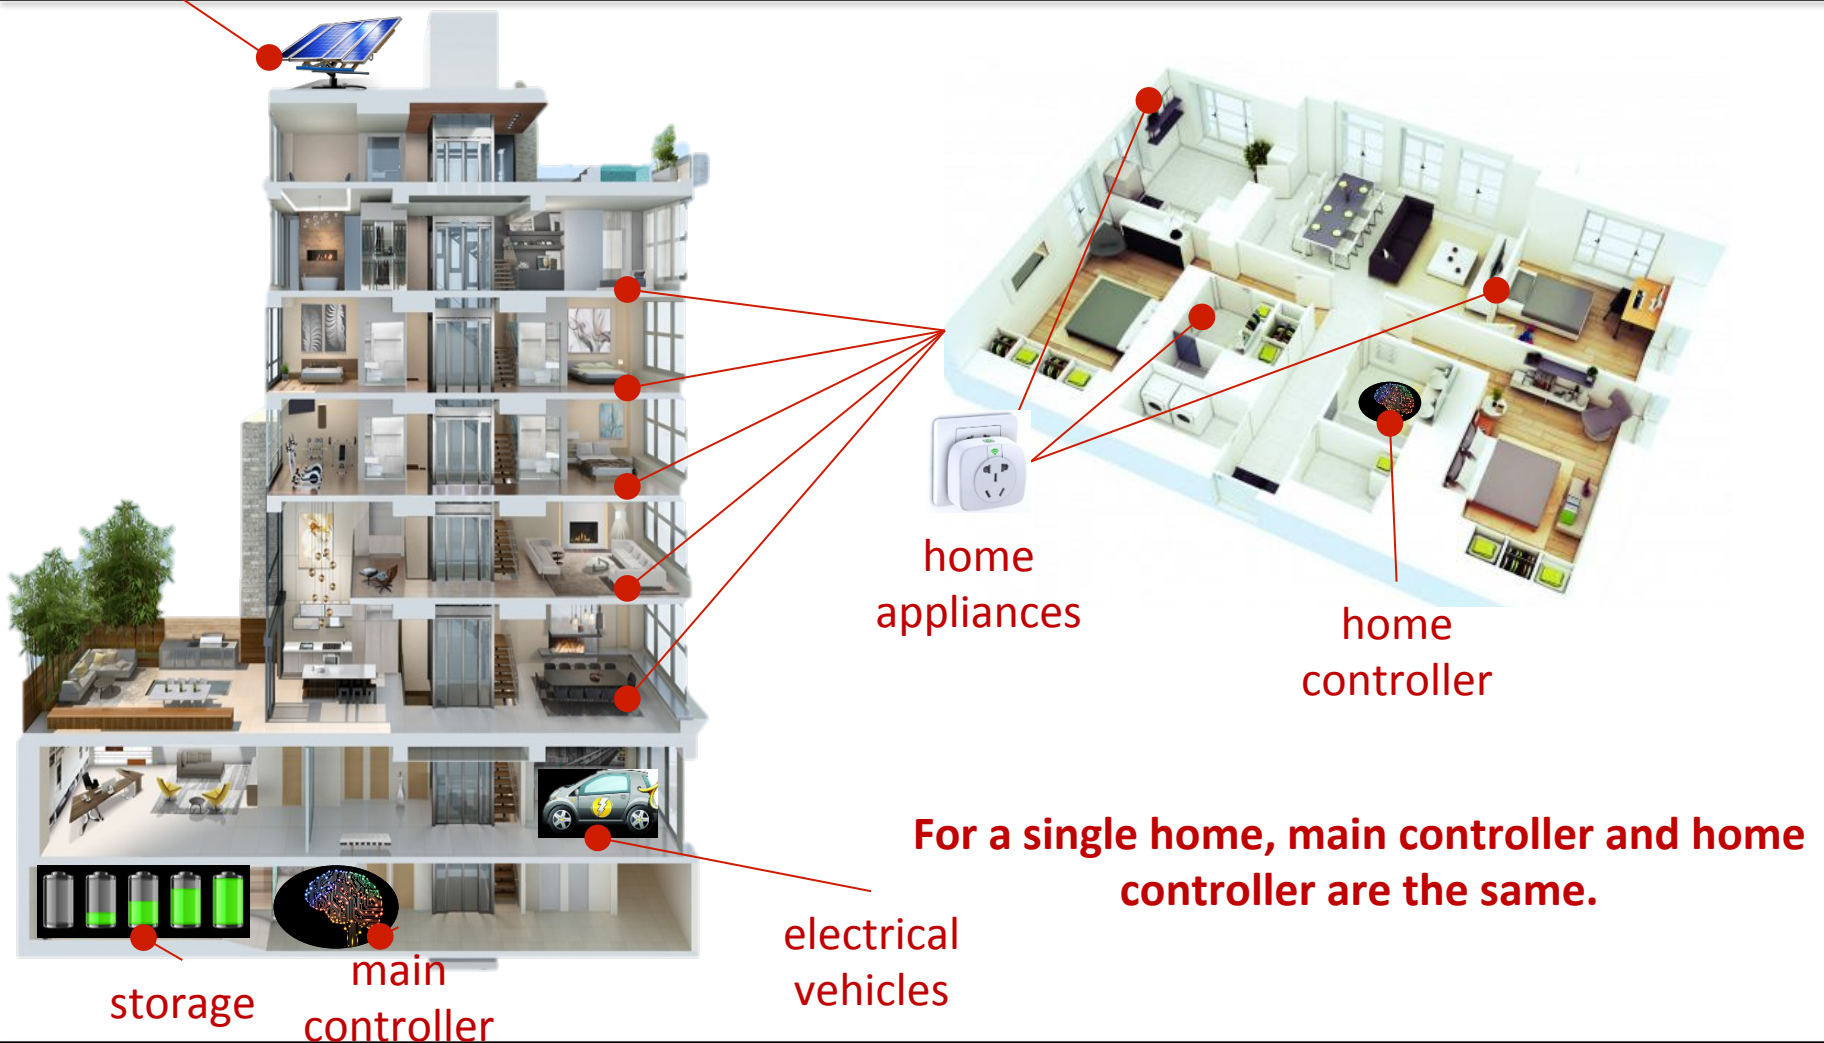 home
appliances
home
controller
For a single home, main controller and home
controller are the same.
electrical
vehicles
storage
main
controller